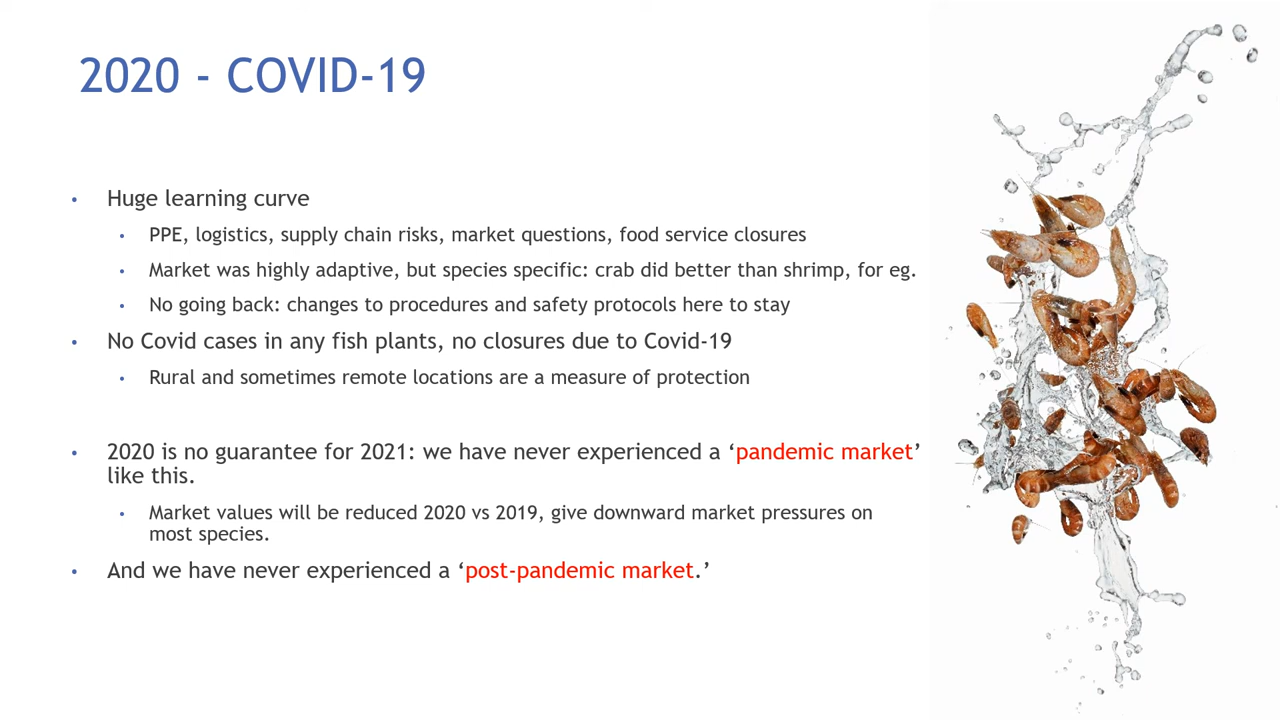 2020 - COVID-19
• Huge learning curve
• PPE, logistics, supply chain risks, market questions, food service closures
• Market was highly adaptive, but species specific: crab did better than shrimp, for eg.
• No going back: changes to procedures and safety protocols here to stay
• No Covid cases in any fish plants, no closures due to Covid-19
• Rural and sometimes remote locations are a measure of protection
• 2020 is no guarantee for 2021: we have never experienced a ‘pandemic market’
like this.
• Market values will be reduced 2020 vs 2019, give downward market pressures on
most species.
• And we have never experienced a ‘post-pandemic market.’